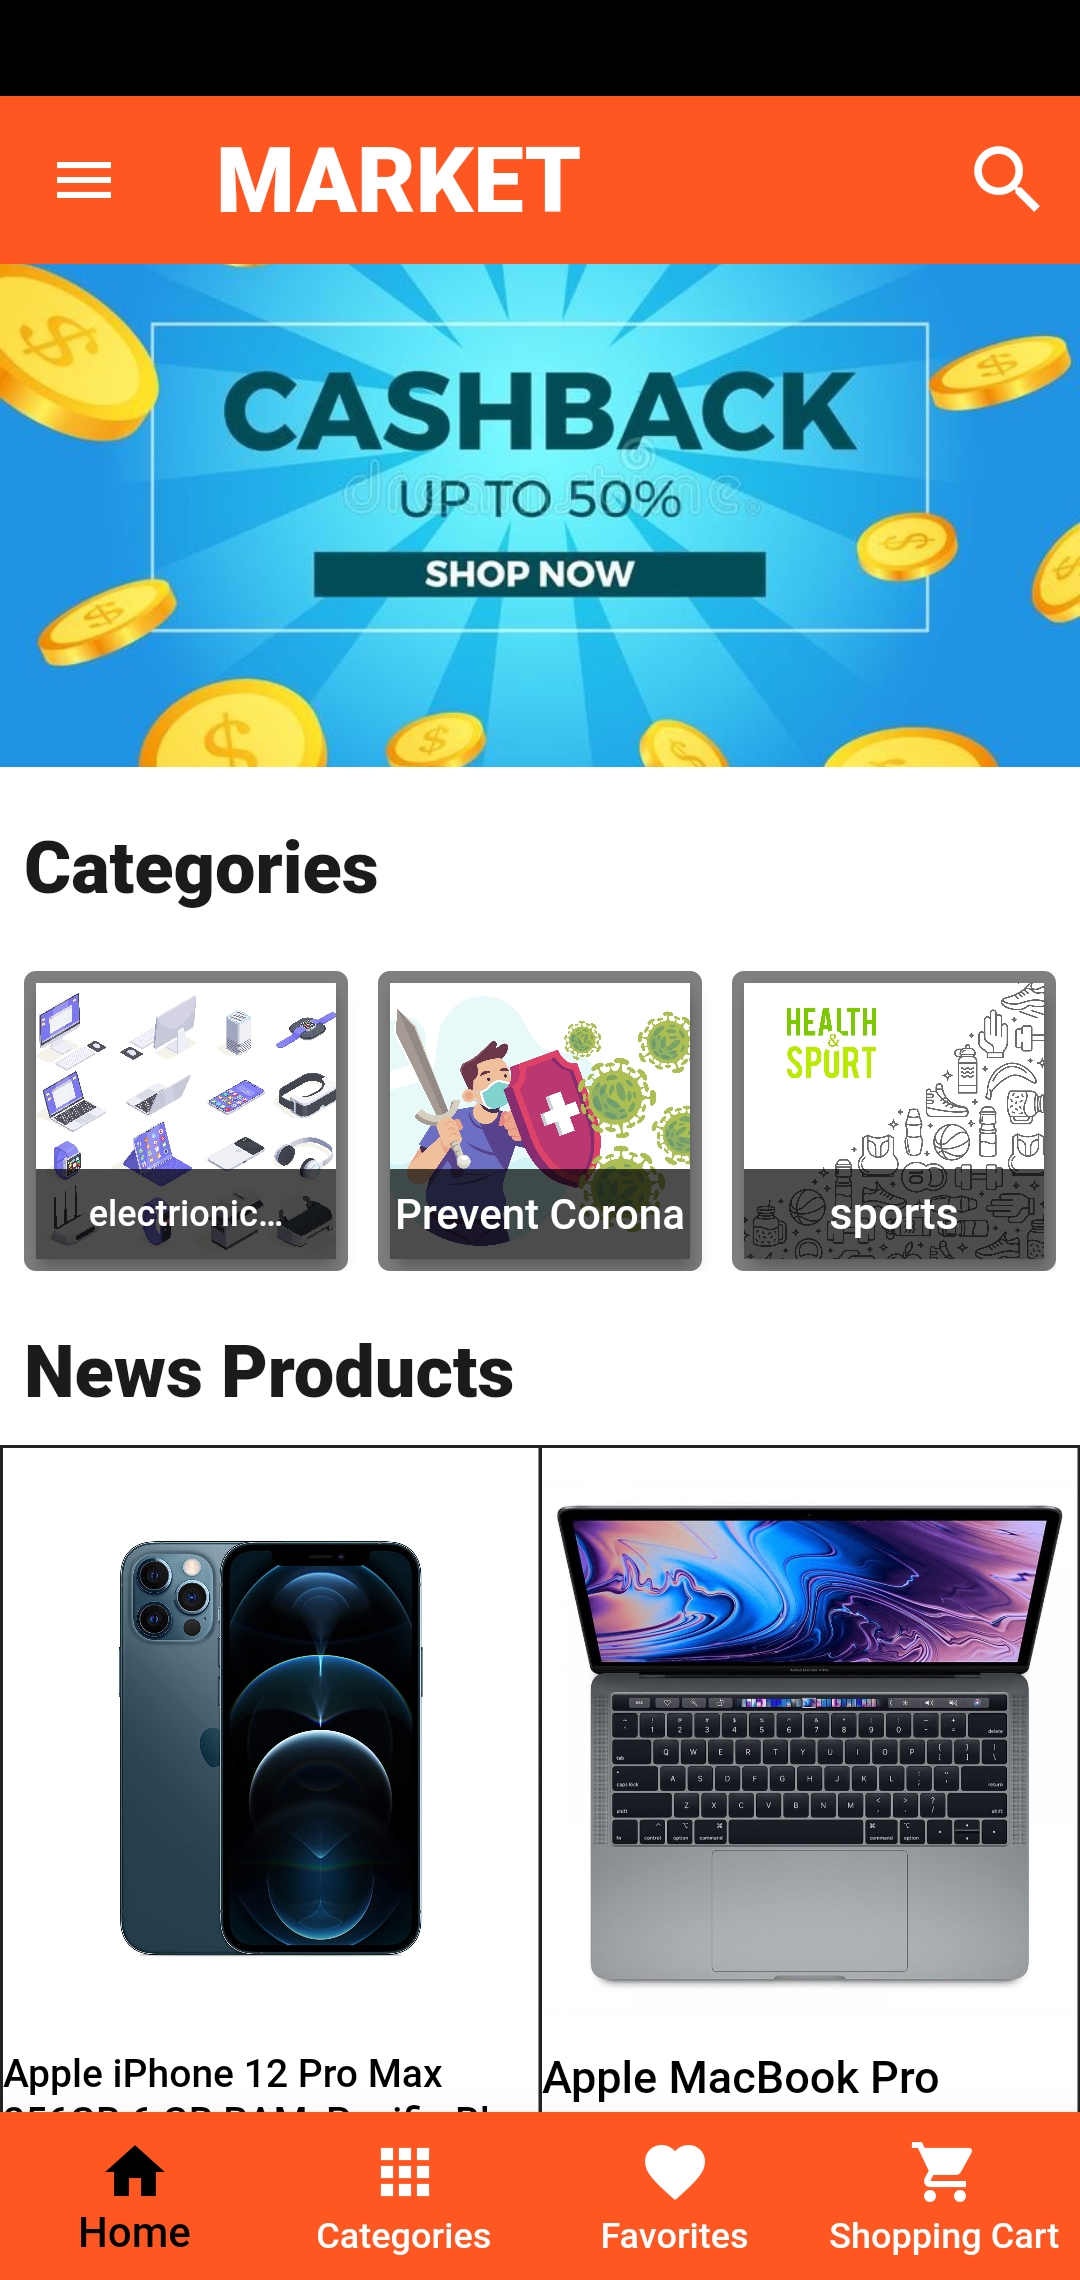 MARKET
CASHBACK
dreamstime.
UP TO 50%
SHOP NOW
Categories
HEALTH
&
SPORT
electrionic...
Prevent Corona
sports
News Products
Apple iPhone 12 Pro Max
Apple MacBook Pro
Home
Categories
Favorites
Shopping Cart